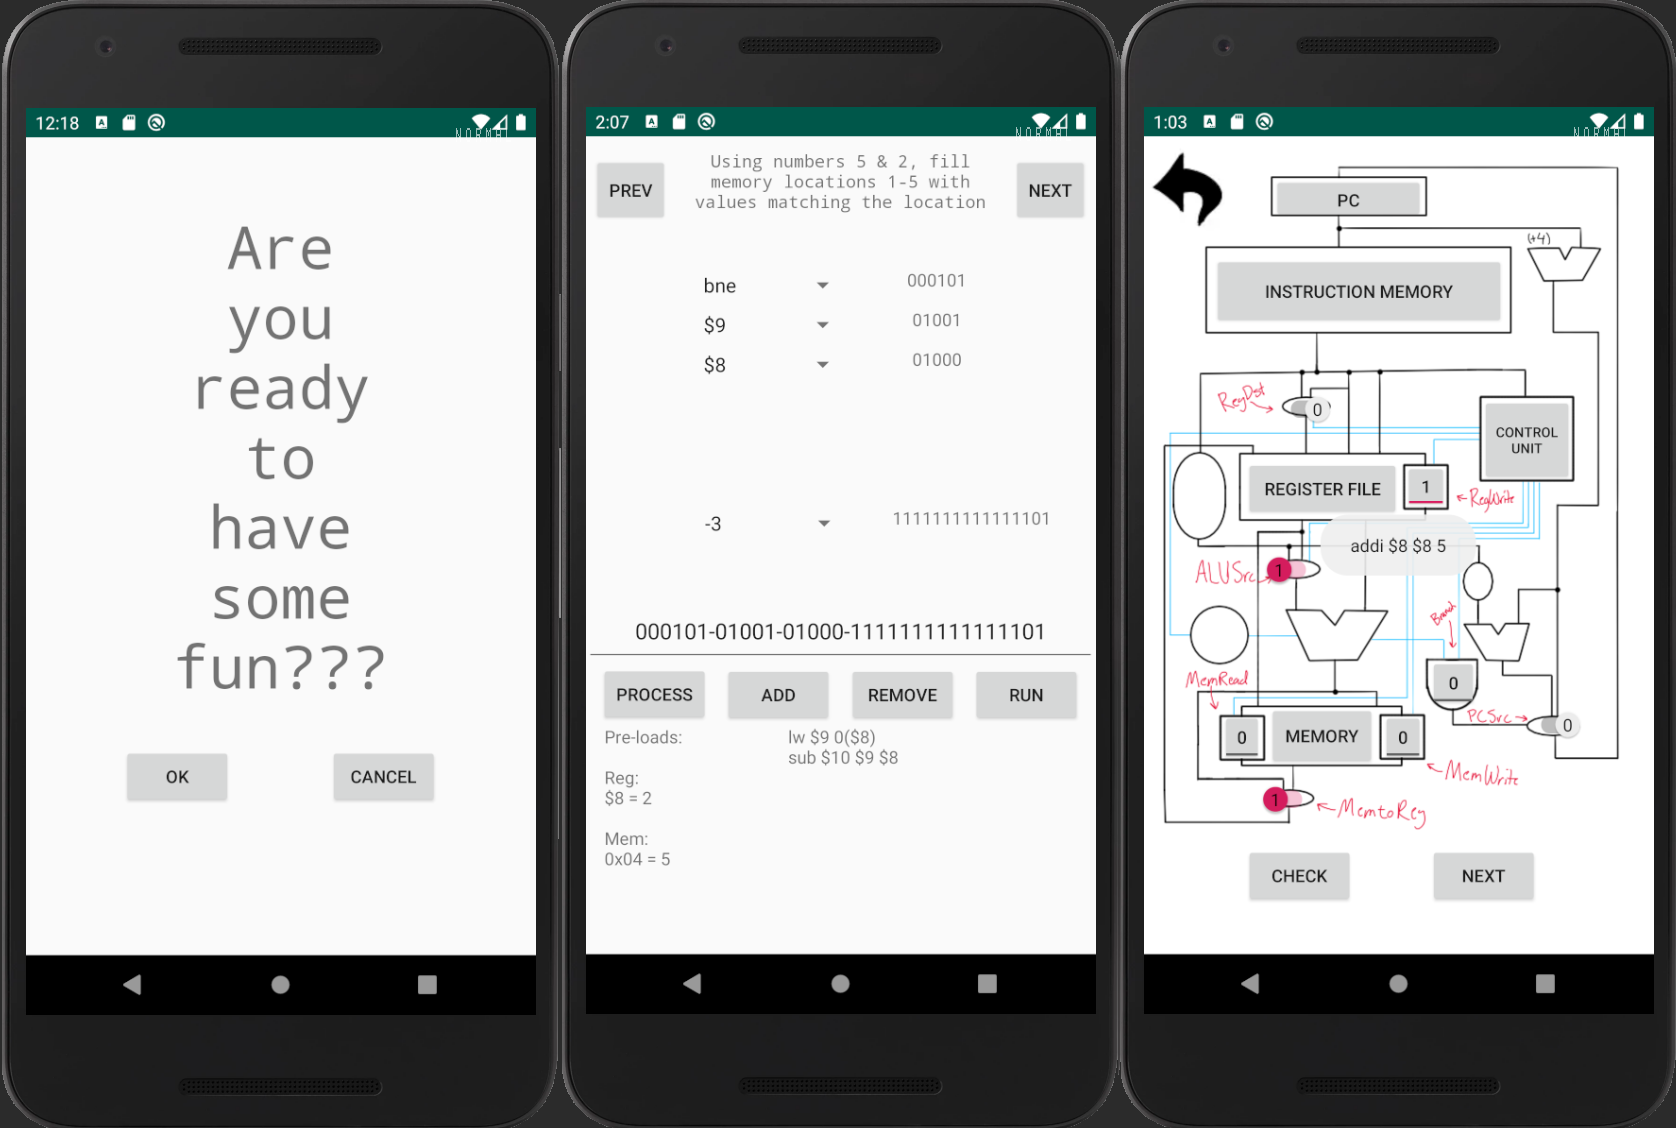 12:18
NORMAL
Are
you
ready
to
have
some
fun???
OK CANCEL
2:07
NORMAL
PREV
Using numbers 5 & 2, fill
memory locations 1-5 with
values matching the location
NEXT
bne 000101
$9 01001
$8 01000
-3 1111111111111101
000101-01001-01000-1111111111111101
PROCESS ADD REMOVE RUN
Pre-loads:
Reg:
$8 = 2
Mem:
0x04 = 5
lw $9 0($8)
sub $10 $9 $8
1:03
NORMAL
PC
(+4)
INSTRUCTION MEMORY
RegDst
0
CONTROL
UNIT
REGISTER FILE
1
RegWrite
addi $8 $8 5
ALUSrc
1
Branch
0
MemRead
0
MEMORY
0
PCSrc
0
MemWrite
1
MemtoReg
CHECK NEXT